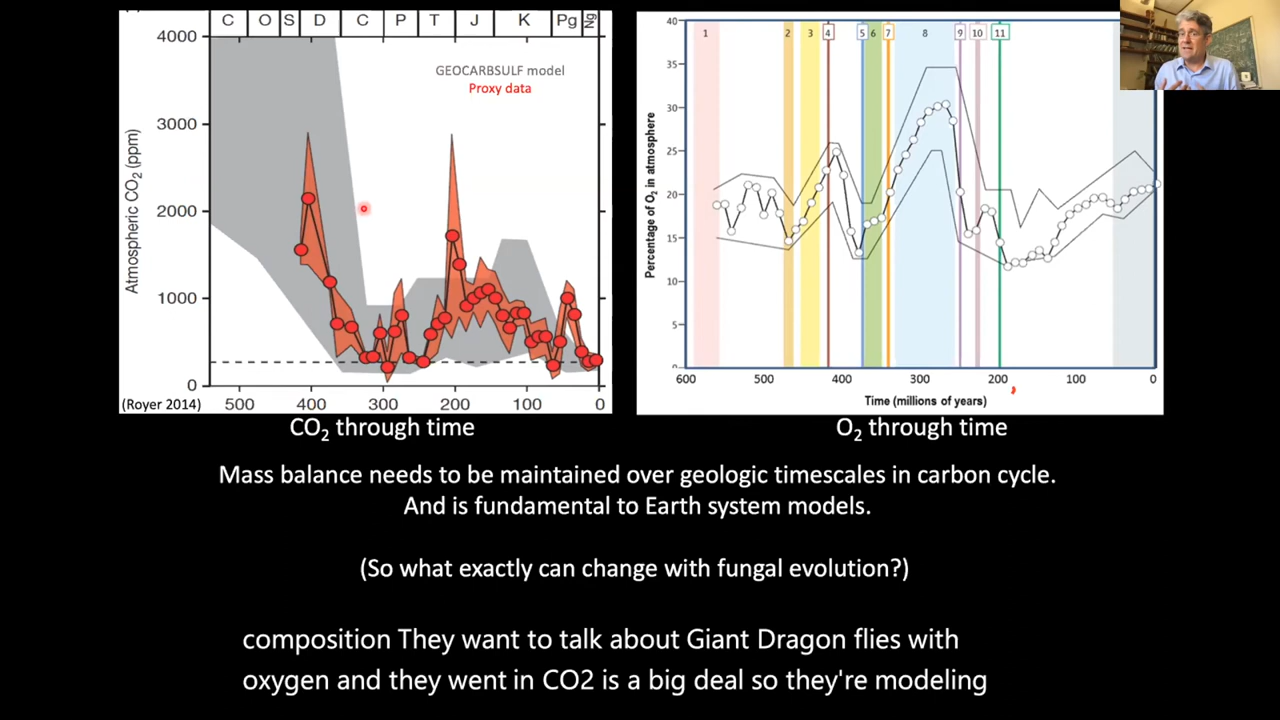 C O S D C P T J K Pg Ng
4000
3000
2000
1000
0
Atmospheric CO2 (ppm)
GEOCARBSULF model
Proxy data
(Royer 2014) 500 400 300 200 100 0
CO2 through time
40
35
30
25
20
15
10
5
0
Percentage of O2 in atmosphere
1 2 3 4 5 6 7 8 9 10 11
600 500 400 300 200 100 0
Time (millions of years)
O2 through time
Mass balance needs to be maintained over geologic timescales in carbon cycle.
And is fundamental to Earth system models.
(So what exactly can change with fungal evolution?)
composition They want to talk about Giant Dragon flies with
oxygen and they went in CO2 is a big deal so they're modeling